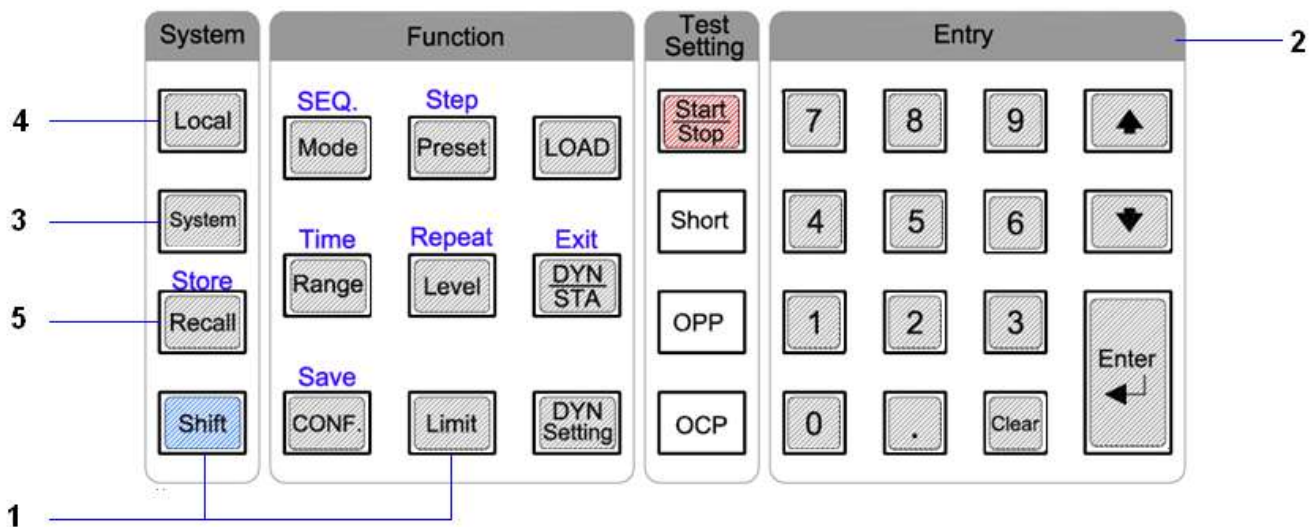 System
Function
Test
Setting
Entry
2
4
Local
SEQ.
Mode
Step
Preset
LOAD
Start
Stop
7
8
9
3
System
Time
Range
Repeat
Level
Exit
DYN
STA
Short
4
5
6
5
Store
Recall
OPP
1
2
3
Enter
Shift
Save
CONF.
Limit
DYN
Setting
OCP
0
.
Clear
1